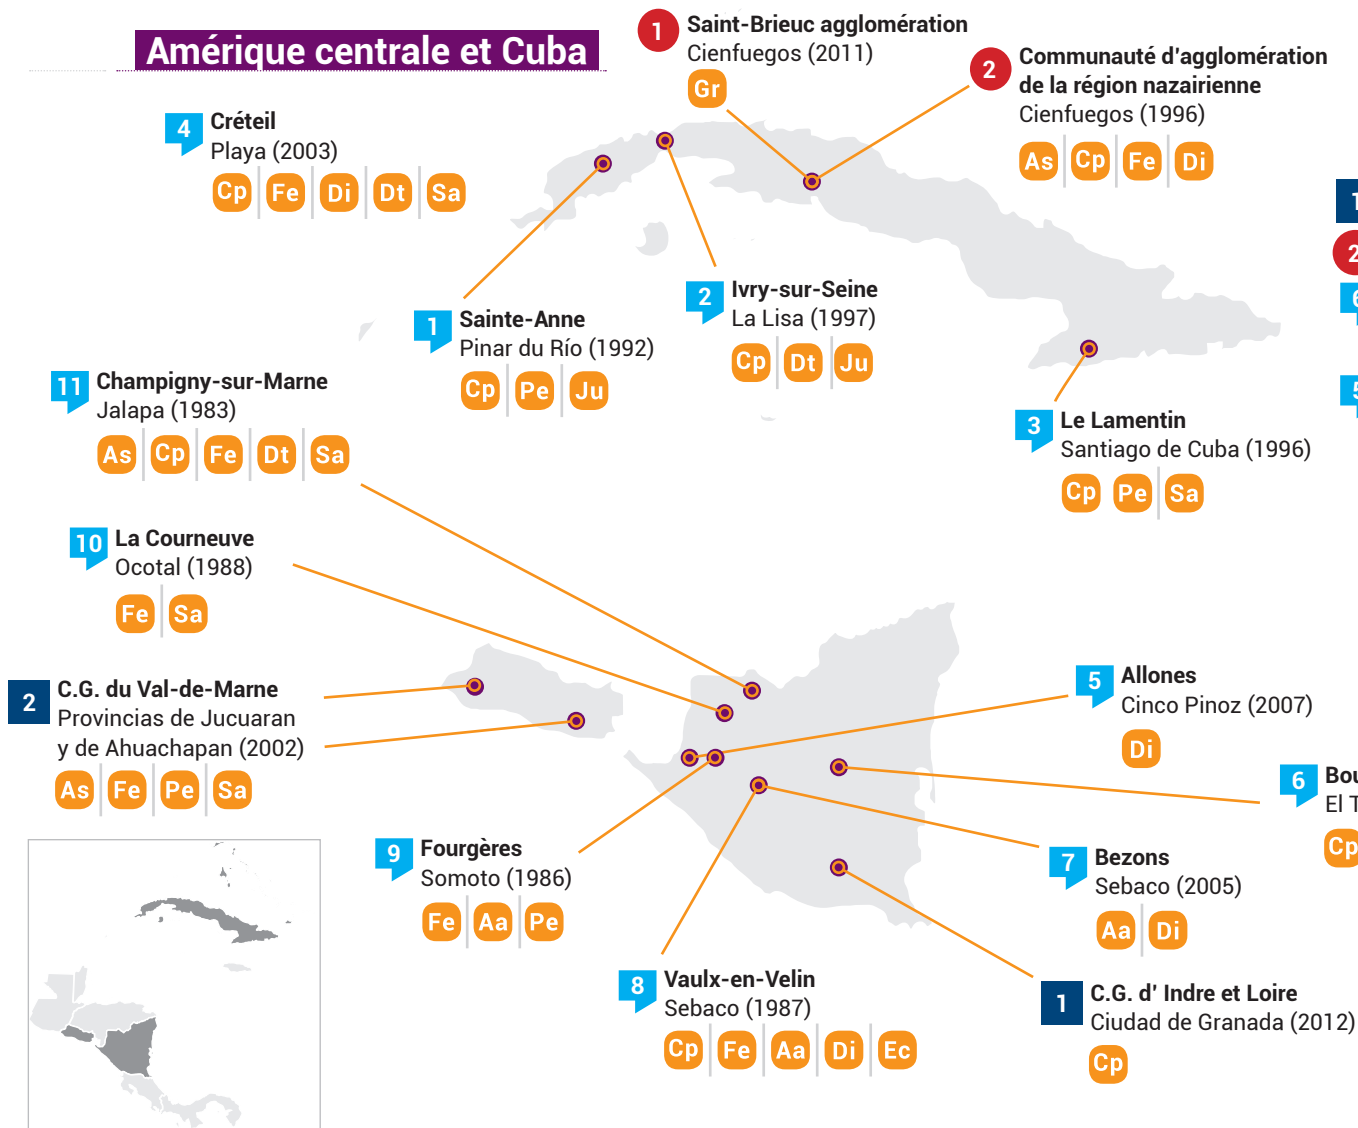 Amérique centrale et Cuba
1
Saint-Brieuc agglomération
Cienfuegos (2011)
Gr
2
Communauté d'agglomération
de la région nazairienne
Cienfuegos (1996)
As Cp Fe Di
4
Créteil
Playa (2003)
Cp Fe Di Dt Sa
1
Sainte-Anne
Pinar du Río (1992)
Cp Pe Ju
2
Ivry-sur-Seine
La Lisa (1997)
Cp Dt Ju
3
Le Lamentin
Santiago de Cuba (1996)
Cp Pe Sa
1
2
6
5
11
Champigny-sur-Marne
Jalapa (1983)
As Cp Fe Dt Sa
10
La Courneuve
Ocotal (1988)
Fe Sa
2
C.G. du Val-de-Marne
Provincias de Jucuaran
y de Ahuachapan (2002)
As Fe Pe Sa
5
Allones
Cinco Pinoz (2007)
Di
6
Bou
El T
Cp
9
Fourgères
Somoto (1986)
Fe Aa Pe
7
Bezons
Sebaco (2005)
Aa Di
8
Vaulx-en-Velin
Sebaco (1987)
Cp Fe Aa Di Ec
1
C.G. d' Indre et Loire
Ciudad de Granada (2012)
Cp